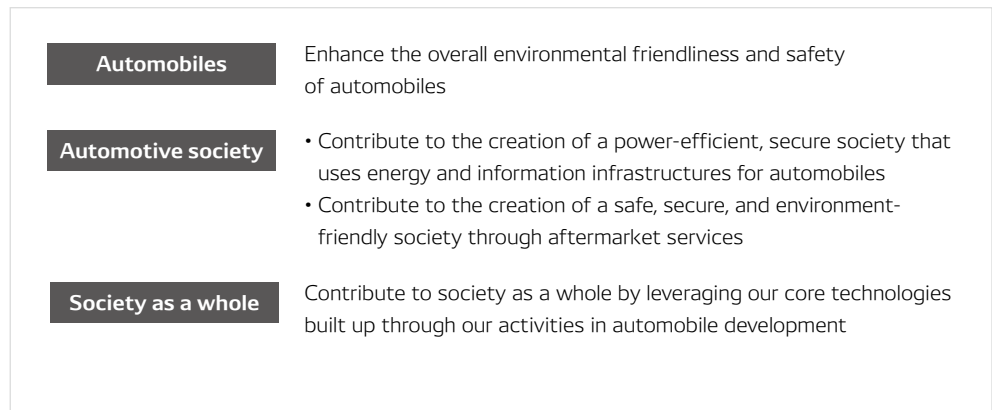 Automobiles
Enhance the overall environmental friendliness and safety
of automobiles
Automotive society
• Contribute to the creation of a power-efficient, secure society that
uses energy and information infrastructures for automobiles
• Contribute to the creation of a safe, secure, and environment-
friendly society through aftermarket services
Society as a whole
Contribute to society as a whole by leveraging our core technologies
built up through our activities in automobile development